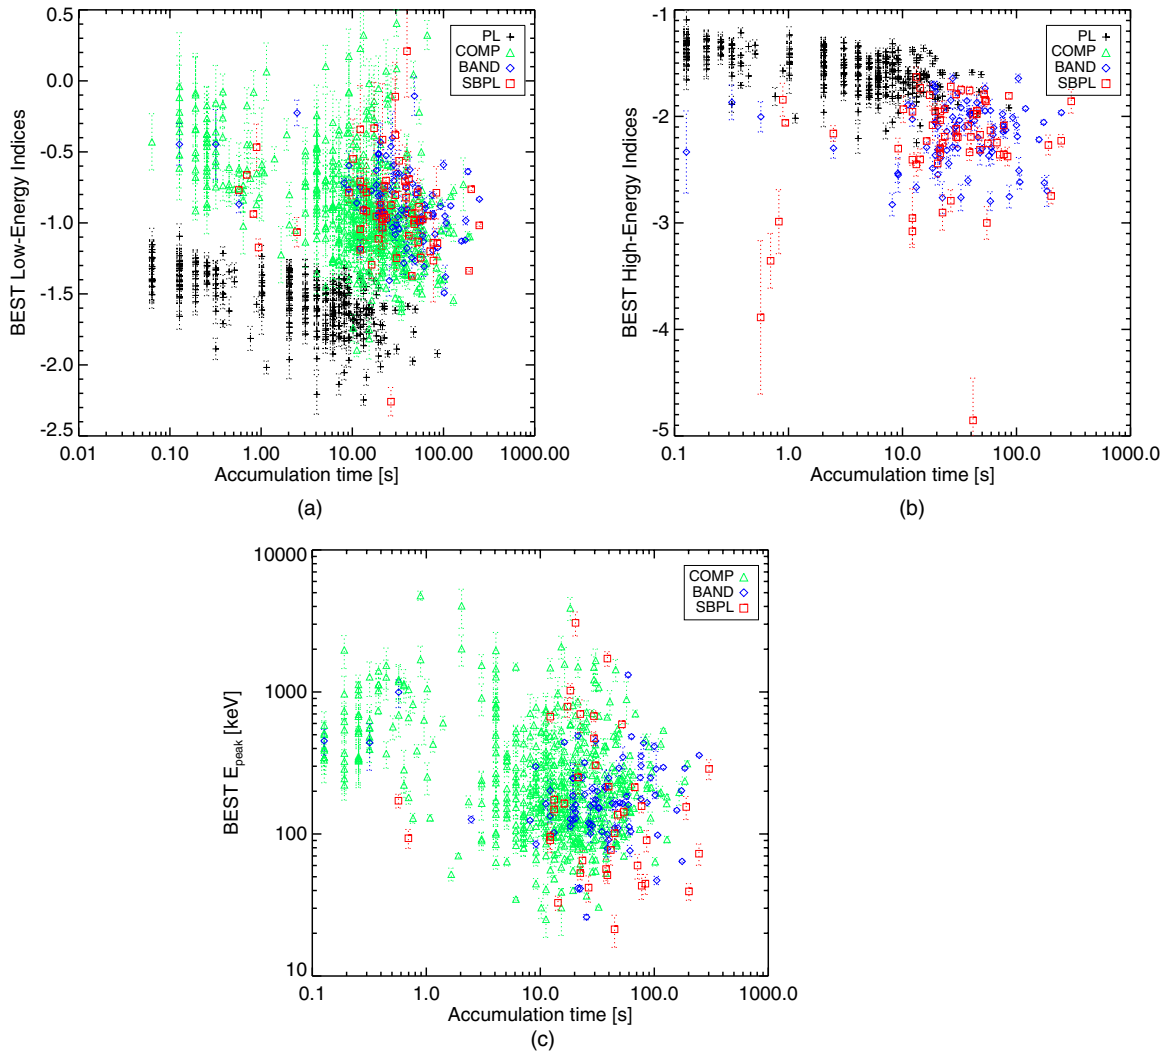 0.5
0.0
-0.5
-1.0
-1.5
-2.0
-2.5
BEST Low-Energy Indices
PL
COMP
BAND
SBPL
0.01 0.10 1.00 10.00 100.00 1000.00
Accumulation time [s]
(a)
-1
-2
-3
-4
-5
BEST High-Energy Indices
PL
COMP
BAND
SBPL
0.1 1.0 10.0 100.0 1000.0
Accumulation time [s]
(b)
10000
1000
100
10
BEST Epeak [keV]
COMP
BAND
SBPL
0.1 1.0 10.0 100.0 1000.0
Accumulation time [s]
(c)